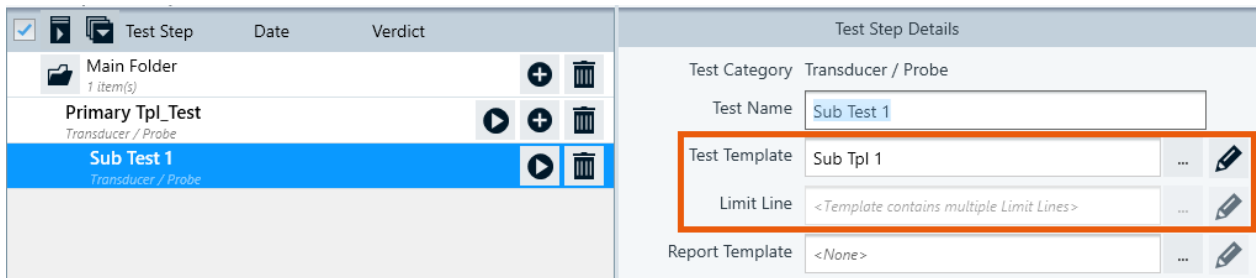 Test Step Date Verdict
Main Folder
1 item(s)
Primary Tpl_Test
Transducer / Probe
Sub Test 1
Transducer / Probe
Test Step Details
Test Category Transducer / Probe
Test Name Sub Test 1
Test Template Sub Tpl 1 ...
Limit Line <Template contains multiple Limit Lines> ...
Report Template <None> ...